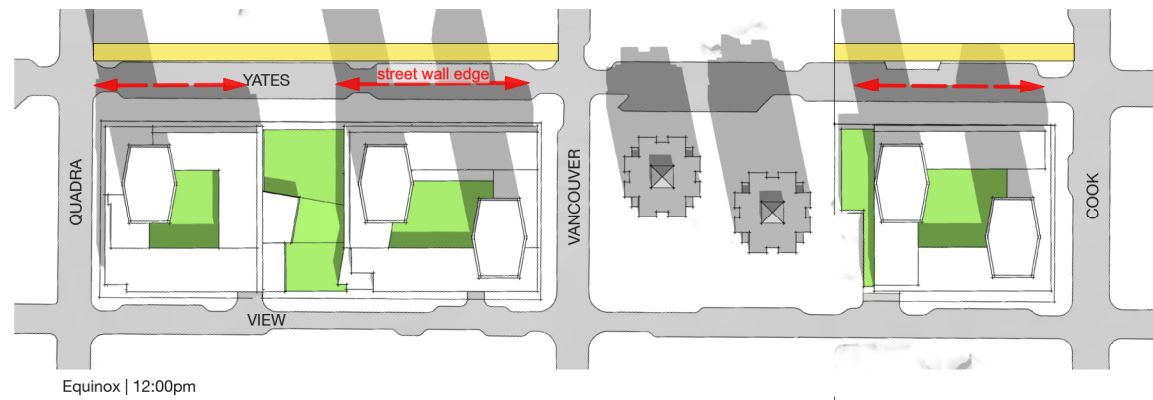 street wall edge
YATES
QUADRA
VANCOUVER
COOK
VIEW
Equinox | 12:00pm